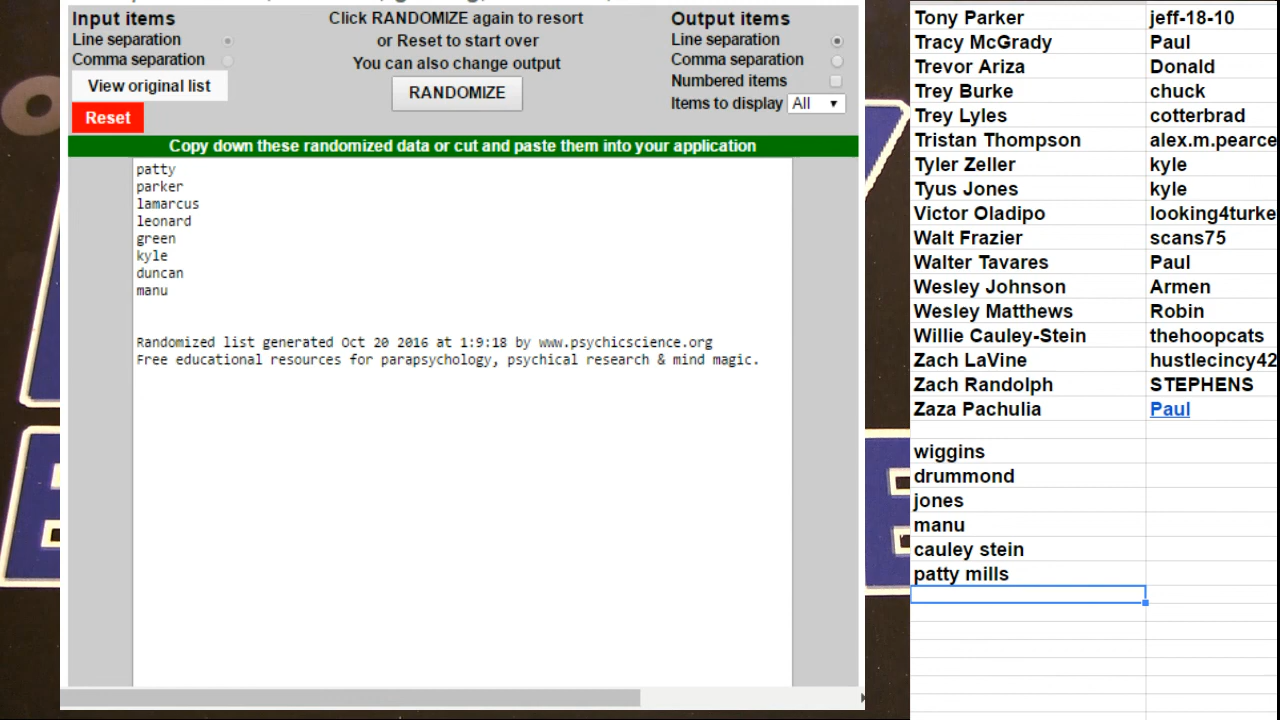 Input items
Line separation
Comma separation
View original list
Reset
Click RANDOMIZE again to resort
or Reset to start over
You can also change output
RANDOMIZE
Output items
Line separation
Comma separation
Numbered items
Items to display All
Copy down these randomized data or cut and paste them into your application
patty
parker
lamarcus
leonard
green
kyle
duncan
manu
Randomized list generated Oct 20 2016 at 1:9:18 by www.psychicscience.org
Free educational resources for parapsychology, psychical research & mind magic.
Tony Parker jeff-18-10
Tracy McGrady Paul
Trevor Ariza Donald
Trey Burke chuck
Trey Lyles cotterbrad
Tristan Thompson alex.m.pearce
Tyler Zeller kyle
Tyus Jones kyle
Victor Oladipo looking4turke
Walt Frazier scans75
Walter Tavares Paul
Wesley Johnson Armen
Wesley Matthews Robin
Willie Cauley-Stein thehoopcats
Zach LaVine hustlecincy42
Zach Randolph STEPHENS
Zaza Pachulia Paul
wiggins
drummond
jones
manu
cauley stein
patty mills